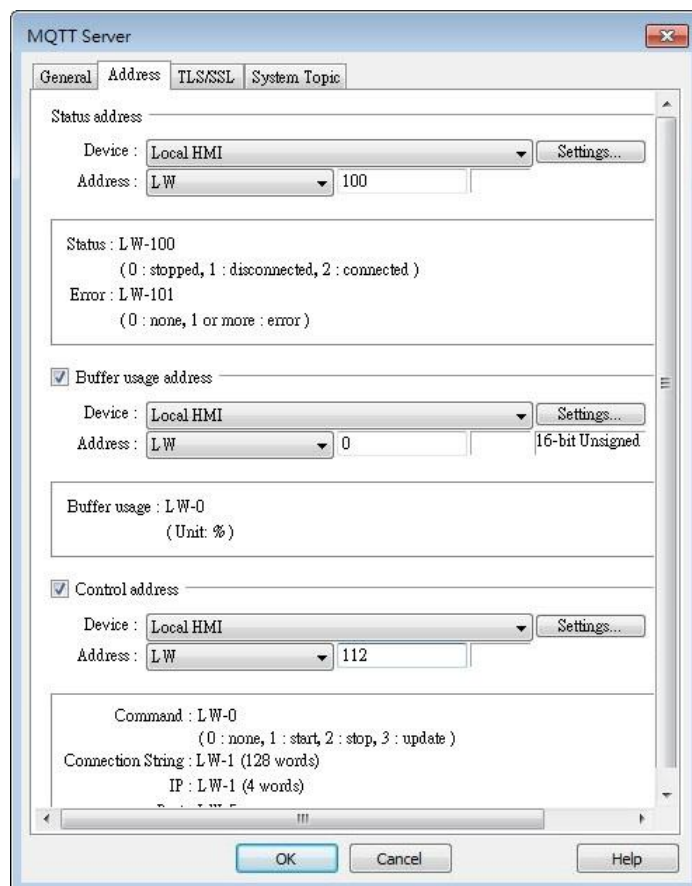 MQTT Server
General Address TLS/SSL System Topic
Status address
Device : Local HMI Settings...
Address : LW 100
Status : LW-100
( 0 : stopped, 1 : disconnected, 2 : connected )
Error : LW-101
( 0 : none, 1 or more : error )
Buffer usage address
Device : Local HMI Settings...
Address : LW 0 16-bit Unsigned
Buffer usage : LW-0
( Unit: % )
Control address
Device : Local HMI Settings...
Address : LW 112
Command : LW-0
( 0 : none, 1 : start, 2 : stop, 3 : update )
Connection String : LW-1 (128 words)
IP : LW-1 (4 words)
OK Cancel Help